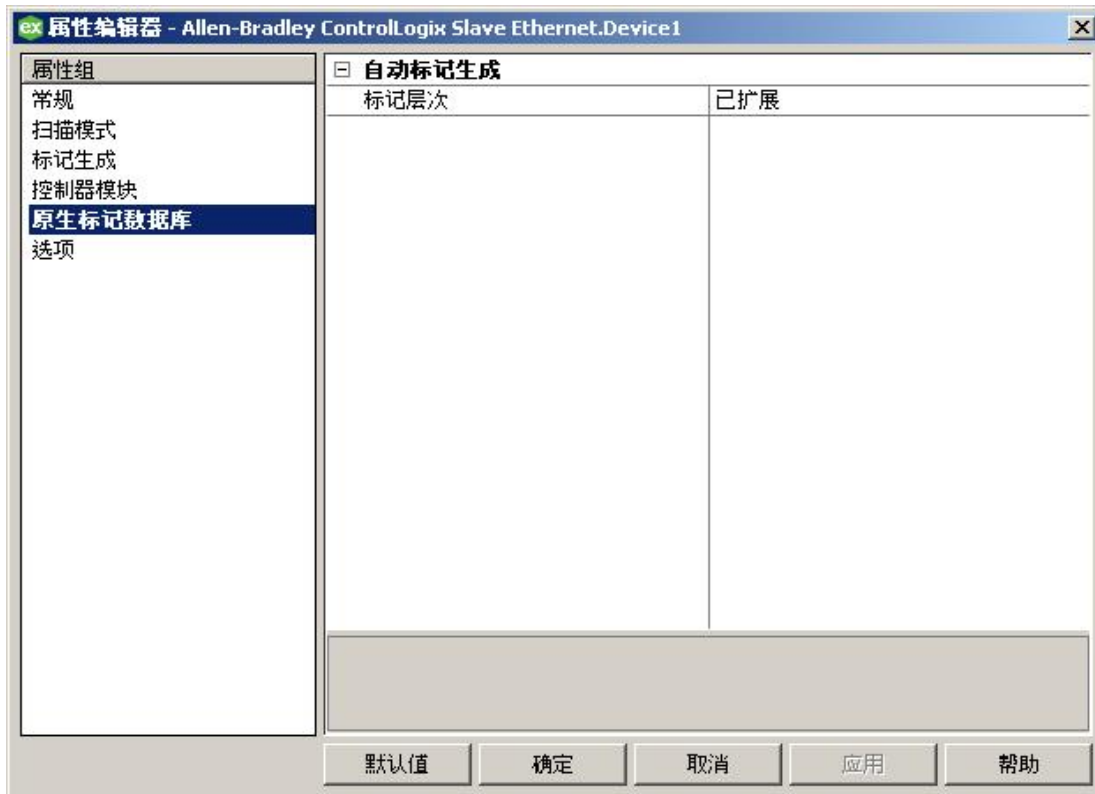 ex 属性编辑器 - Allen-Bradley ControlLogix Slave Ethernet.Device1
属性组
常规
扫描模式
标记生成
控制器模块
原生标记数据库
选项
自动标记生成
标记层次 已扩展
默认值 确定 取消 应用 帮助